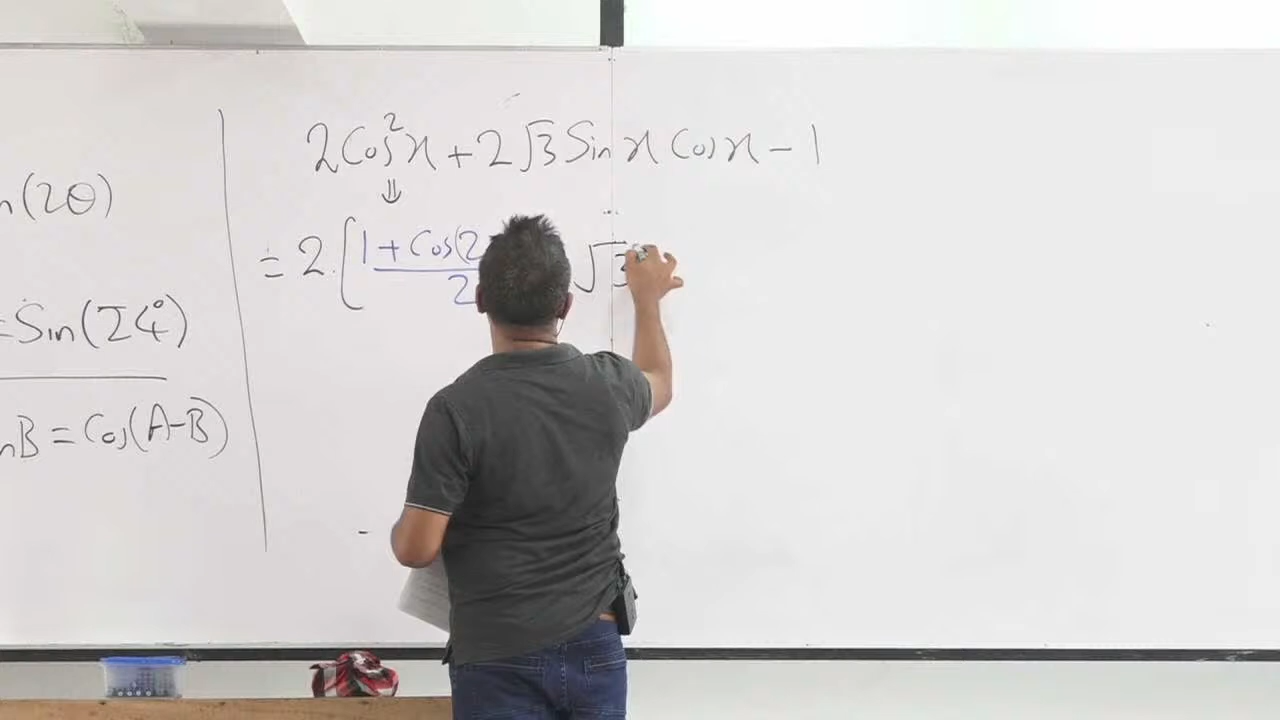 n(2θ)
=Sin(24°)
nB = Cos(A-B)
2Cos²x + 2√3 Sin x Cos x - 1
⇓
= 2.[1 + Cos(2
2
√3